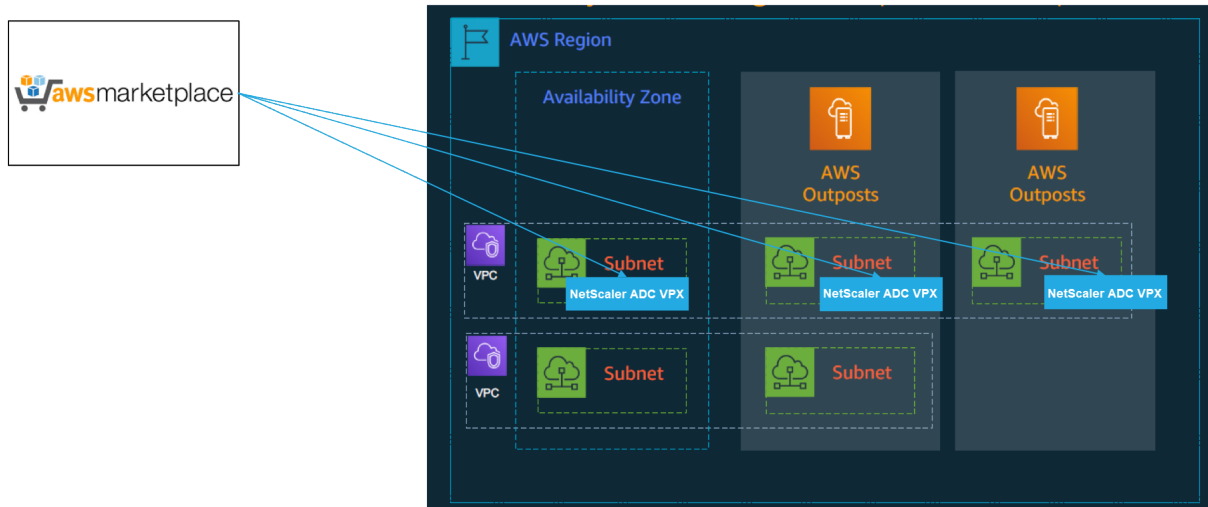 awsmarketplace
AWS Region
Availability Zone
AWS
Outposts
AWS
Outposts
VPC
Subnet
NetScaler ADC VPX
Subnet
NetScaler ADC VPX
Subnet
NetScaler ADC VPX
VPC
Subnet
Subnet